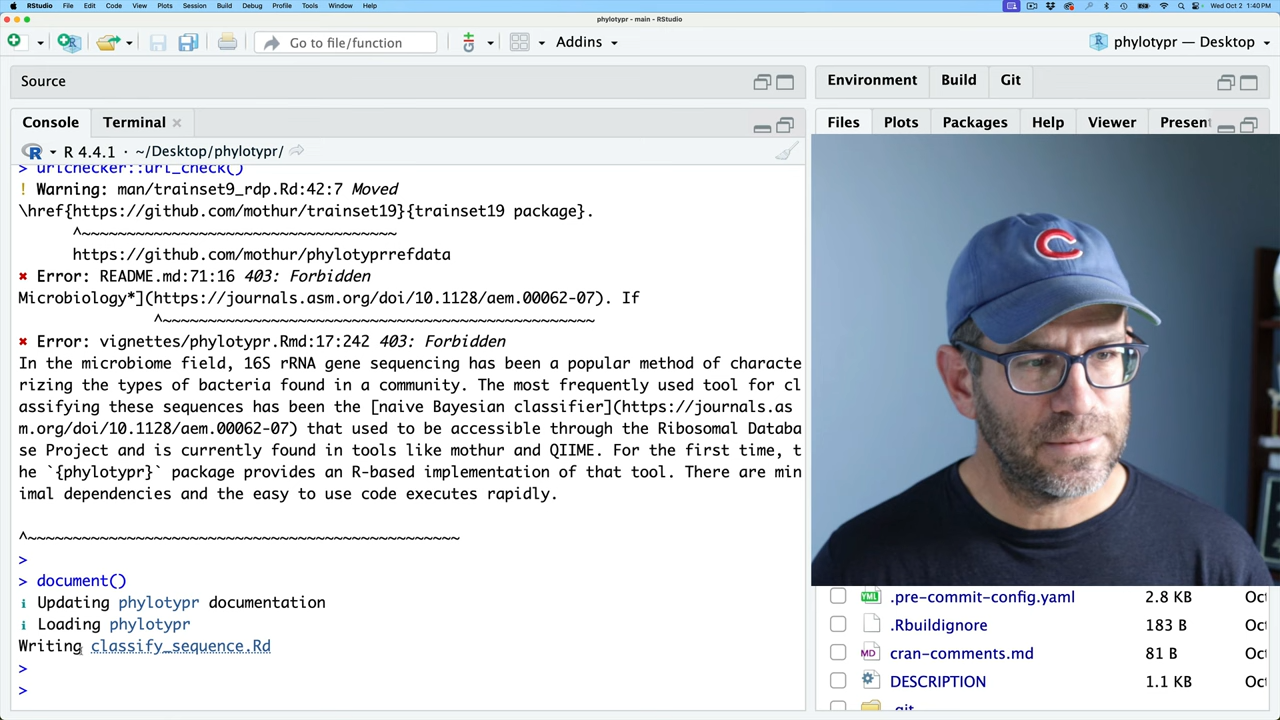 RStudio File Edit Code View Plots Session Build Debug Profile Tools Window Help Wed Oct 2 1:40 PM
phylotypr - main - RStudio
Go to file/function Addins phylotypr — Desktop
Source
Environment Build Git
Console Terminal
Files Plots Packages Help Viewer Present
R 4.4.1 · ~/Desktop/phylotypr/
> urlchecker::url_check()
! Warning: man/trainset9_rdp.Rd:42:7 Moved
\href{https://github.com/mothur/trainset19}{trainset19 package}.
^~~~~~~~~~~~~~~~~~~~~~~~~~~~~~~~~~~
https://github.com/mothur/phylotyprrefdata
✖ Error: README.md:71:16 403: Forbidden
Microbiology*](https://journals.asm.org/doi/10.1128/aem.00062-07). If
^~~~~~~~~~~~~~~~~~~~~~~~~~~~~~~~~~~~~~~~~~~~~~~
✖ Error: vignettes/phylotypr.Rmd:17:242 403: Forbidden
In the microbiome field, 16S rRNA gene sequencing has been a popular method of characte
rizing the types of bacteria found in a community. The most frequently used tool for cl
assifying these sequences has been the [naive Bayesian classifier](https://journals.as
m.org/doi/10.1128/aem.00062-07) that used to be accessible through the Ribosomal Databa
se Project and is currently found in tools like mothur and QIIME. For the first time, t
he `{phylotypr}` package provides an R-based implementation of that tool. There are min
imal dependencies and the easy to use code executes rapidly.
^~~~~~~~~~~~~~~~~~~~~~~~~~~~~~~~~~~~~~~~~~~~~~~
>
> document()
ℹ Updating phylotypr documentation
ℹ Loading phylotypr
Writing classify_sequence.Rd
>
>
C
.pre-commit-config.yaml 2.8 KB Oct
.Rbuildignore 183 B Oct
MD cran-comments.md 81 B Oct
DESCRIPTION 1.1 KB Oct
.git